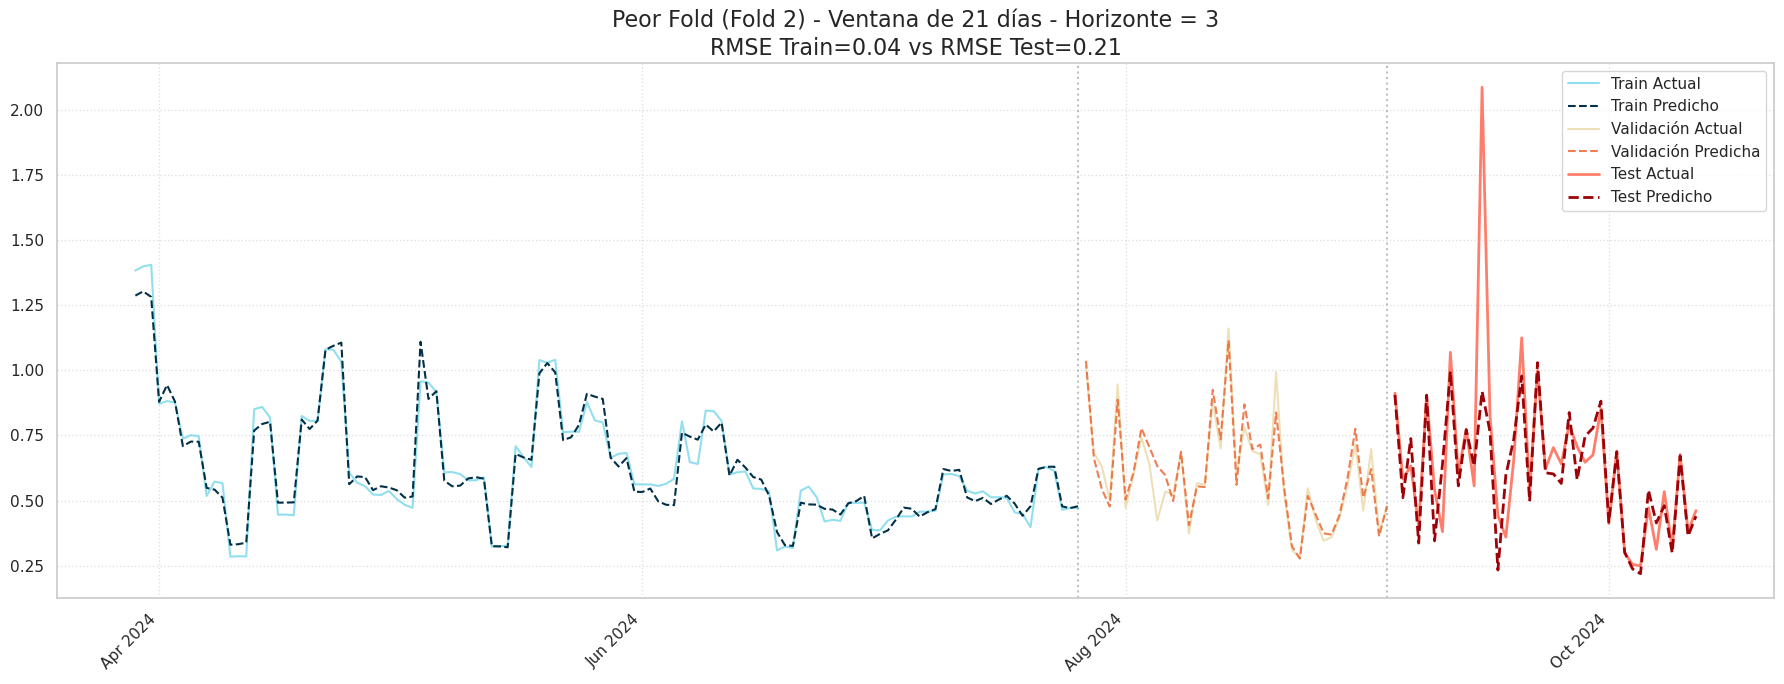 Peor Fold (Fold 2) - Ventana de 21 días - Horizonte = 3
RMSE Train=0.04 vs RMSE Test=0.21
Train Actual
Train Predicho
Validación Actual
Validación Predicha
Test Actual
Test Predicho
2.00
1.75
1.50
1.25
1.00
0.75
0.50
0.25
Apr 2024
Jun 2024
Aug 2024
Oct 2024